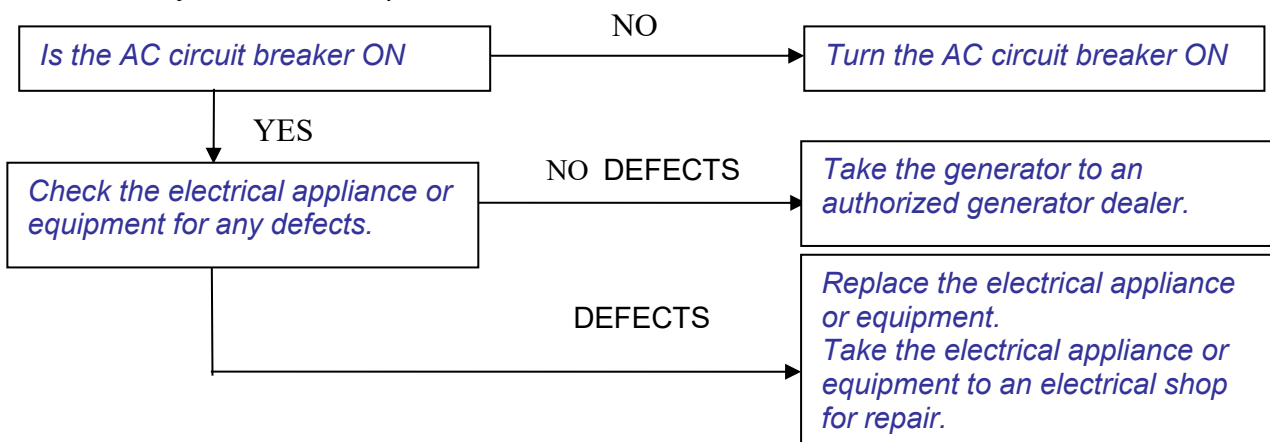 Is the AC circuit breaker ON
NO
Turn the AC circuit breaker ON
YES
Check the electrical appliance or
equipment for any defects.
NO DEFECTS
Take the generator to an
authorized generator dealer.
DEFECTS
Replace the electrical appliance
or equipment.
Take the electrical appliance or
equipment to an electrical shop
for repair.